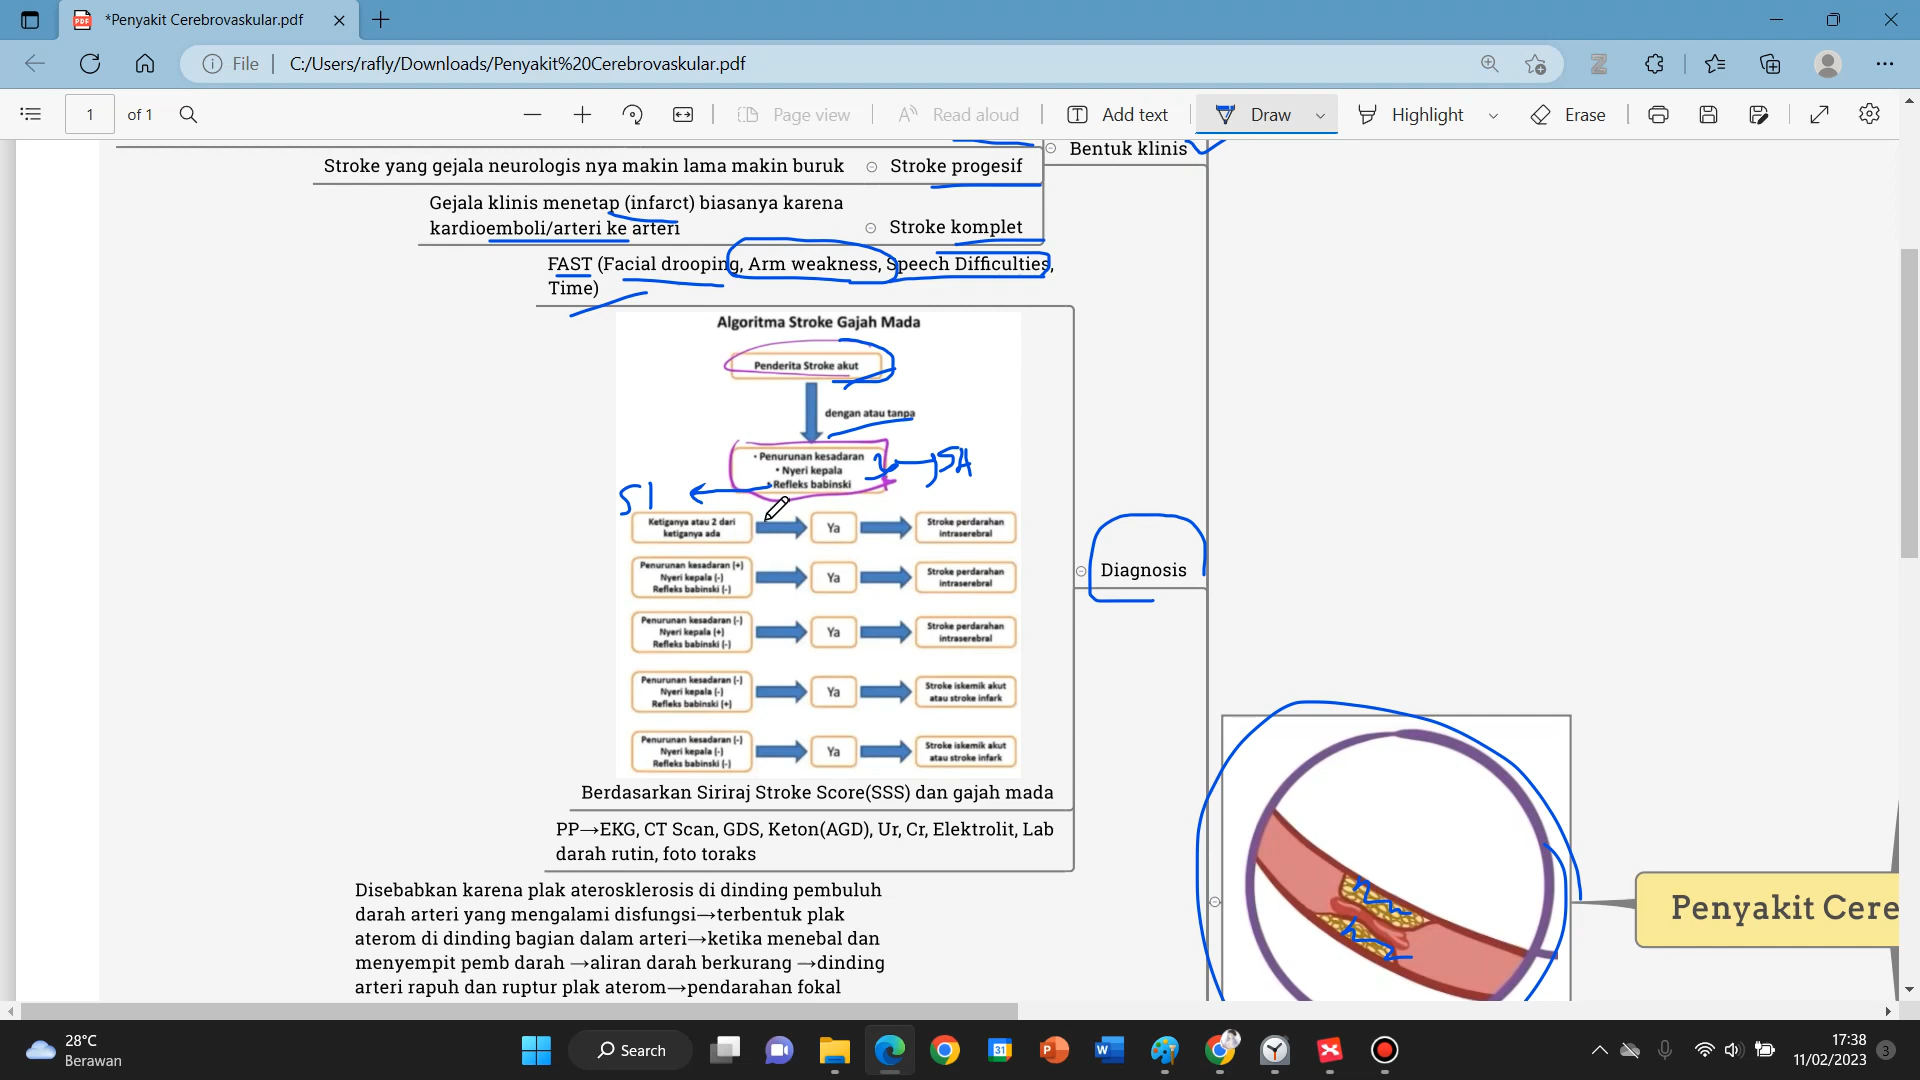 *Penyakit Cerebrovaskular.pdf
File
C:/Users/rafly/Downloads/Penyakit%20Cerebrovaskular.pdf
1 of 1
Page view
Read aloud
Add text
Draw
Highlight
Erase
Bentuk klinis
Stroke yang gejala neurologis nya makin lama makin buruk
Stroke progesif
Gejala klinis menetap (infarct) biasanya karena
kardioemboli/arteri ke arteri
Stroke komplet
FAST (Facial drooping, Arm weakness, Speech Difficulties,
Time)
Algoritma Stroke Gajah Mada
Penderita Stroke akut
dengan atau tanpa
• Penurunan kesadaran
• Nyeri kepala
• Refleks babinski
SA
SI
Ketiganya atau 2 dari
ketiganya ada
Ya
Stroke perdarahan
intraserebral
Penurunan kesadaran (+)
Nyeri kepala (-)
Refleks babinski (-)
Ya
Stroke perdarahan
intraserebral
Penurunan kesadaran (-)
Nyeri kepala (+)
Refleks babinski (-)
Ya
Stroke perdarahan
intraserebral
Penurunan kesadaran (-)
Nyeri kepala (-)
Refleks babinski (+)
Ya
Stroke iskemik akut
atau stroke infark
Penurunan kesadaran (-)
Nyeri kepala (-)
Refleks babinski (-)
Ya
Stroke iskemik akut
atau stroke infark
Diagnosis
Berdasarkan Siriraj Stroke Score(SSS) dan gajah mada
PP→EKG, CT Scan, GDS, Keton(AGD), Ur, Cr, Elektrolit, Lab
darah rutin, foto toraks
Disebabkan karena plak aterosklerosis di dinding pembuluh
darah arteri yang mengalami disfungsi→terbentuk plak
aterom di dinding bagian dalam arteri→ketika menebal dan
menyempit pemb darah →aliran darah berkurang →dinding
arteri rapuh dan ruptur plak aterom→pendarahan fokal
Penyakit Cere
28°C
Berawan
Search
17:38
11/02/2023
3